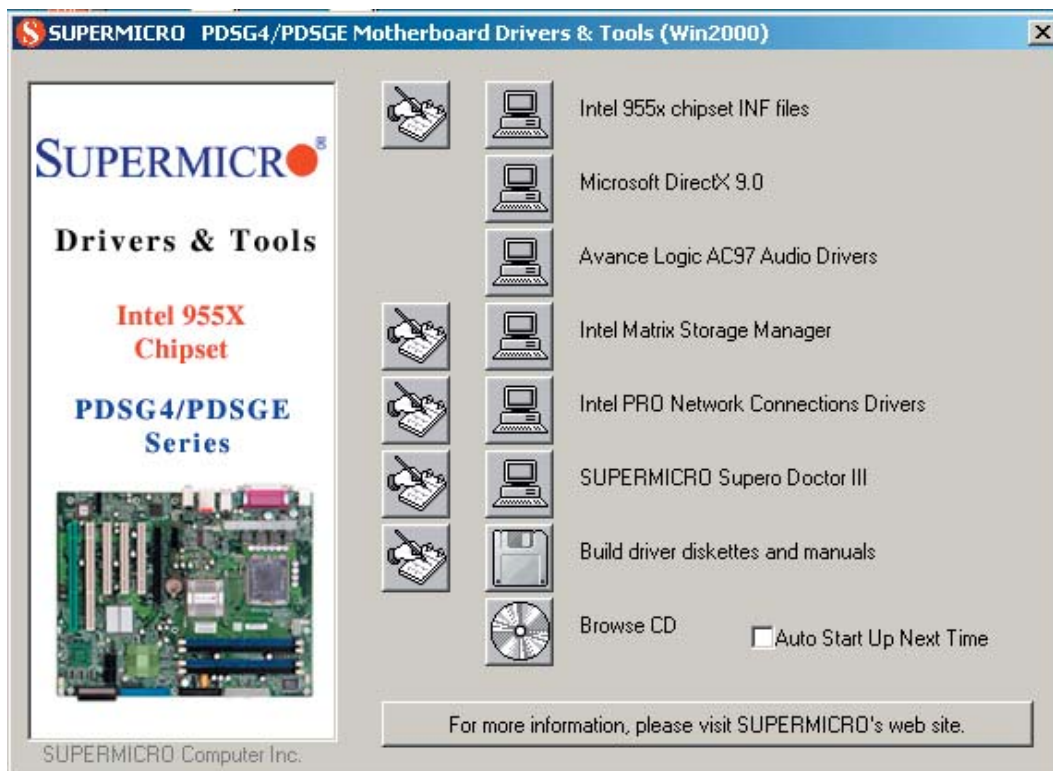 SUPERMICRO PDSG4/PDSGE Motherboard Drivers & Tools (Win2000)
SUPERMICRO®
Drivers & Tools
Intel 955X
Chipset
PDSG4/PDSGE
Series
SUPERMICRO Computer Inc.
Intel 955x chipset INF files
Microsoft DirectX 9.0
Avance Logic AC97 Audio Drivers
Intel Matrix Storage Manager
Intel PRO Network Connections Drivers
SUPERMICRO Supero Doctor III
Build driver diskettes and manuals
Browse CD
Auto Start Up Next Time
For more information, please visit SUPERMICRO's web site.